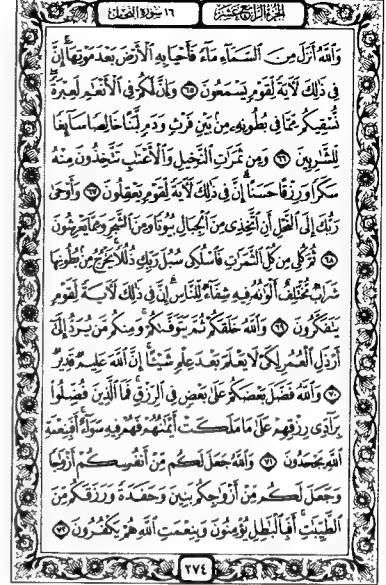 الجزء الرابع عشر ١٦ سورة النحل
وَٱللَّهُ أَنزَلَ مِنَ ٱلسَّمَآءِ مَآءً فَأَحْيَا بِهِ ٱلْأَرْضَ بَعْدَ مَوْتِهَآ إِنَّ
فِى ذَٰلِكَ لَآيَةً لِّقَوْمٍ يَسْمَعُونَ ٦٥ وَإِنَّ لَكُمْ فِى ٱلْأَنْعَٰمِ لَعِبْرَةً
نُّسْقِيكُم مِّمَّا فِى بُطُونِهِۦ مِنۢ بَيْنِ فَرْثٍ وَدَمٍ لَّبَنًا خَالِصًا سَآئِغًا
لِّلشَّٰرِبِينَ ٦٦ وَمِن ثَمَرَٰتِ ٱلنَّخِيلِ وَٱلْأَعْنَٰبِ تَتَّخِذُونَ مِنْهُ
سَكَرًا وَرِزْقًا حَسَنًا إِنَّ فِى ذَٰلِكَ لَآيَةً لِّقَوْمٍ يَعْقِلُونَ ٦٧ وَأَوْحَىٰ
رَبُّكَ إِلَى ٱلنَّحْلِ أَنِ ٱتَّخِذِى مِنَ ٱلْجِبَالِ بُيُوتًا وَمِنَ ٱلشَّجَرِ وَمِمَّا يَعْرِشُونَ
٦٨ ثُمَّ كُلِى مِن كُلِّ ٱلثَّمَرَٰتِ فَٱسْلُكِى سُبُلَ رَبِّكِ ذُلُلًا يَخْرُجُ مِنۢ بُطُونِهَا
شَرَابٌ مُّخْتَلِفٌ أَلْوَٰنُهُۥ فِيهِ شِفَآءٌ لِّلنَّاسِ إِنَّ فِى ذَٰلِكَ لَآيَةً لِّقَوْمٍ
يَتَفَكَّرُونَ ٦٩ وَٱللَّهُ خَلَقَكُمْ ثُمَّ يَتَوَفَّىٰكُمْ وَمِنكُم مَّن يُرَدُّ إِلَىٰٓ
أَرْذَلِ ٱلْعُمُرِ لِكَىْ لَا يَعْلَمَ بَعْدَ عِلْمٍ شَيْـًٔا إِنَّ ٱللَّهَ عَلِيمٌ قَدِيرٌ
٧٠ وَٱللَّهُ فَضَّلَ بَعْضَكُمْ عَلَىٰ بَعْضٍ فِى ٱلرِّزْقِ فَمَا ٱلَّذِينَ فُضِّلُوا۟
بِرَآدِّى رِزْقِهِمْ عَلَىٰ مَا مَلَكَتْ أَيْمَٰنُهُمْ فَهُمْ فِيهِ سَوَآءٌ أَفَبِنِعْمَةِ
ٱللَّهِ يَجْحَدُونَ ٧١ وَٱللَّهُ جَعَلَ لَكُم مِّنْ أَنفُسِكُمْ أَزْوَٰجًا
وَجَعَلَ لَكُم مِّنْ أَزْوَٰجِكُم بَنِينَ وَحَفَدَةً وَرَزَقَكُم مِّنَ
ٱلطَّيِّبَٰتِ أَفَبِٱلْبَٰطِلِ يُؤْمِنُونَ وَبِنِعْمَتِ ٱللَّهِ هُمْ يَكْفُرُونَ ٧٢
٢٧٤